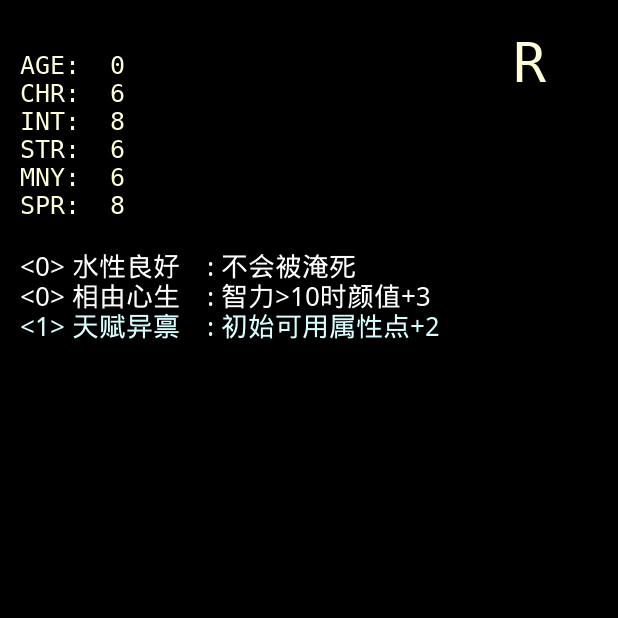 R
AGE: 0
CHR: 6
INT: 8
STR: 6
MNY: 6
SPR: 8
<0> 水性良好 : 不会被淹死
<0> 相由心生 : 智力>10时颜值+3
<1> 天赋异禀 : 初始可用属性点+2